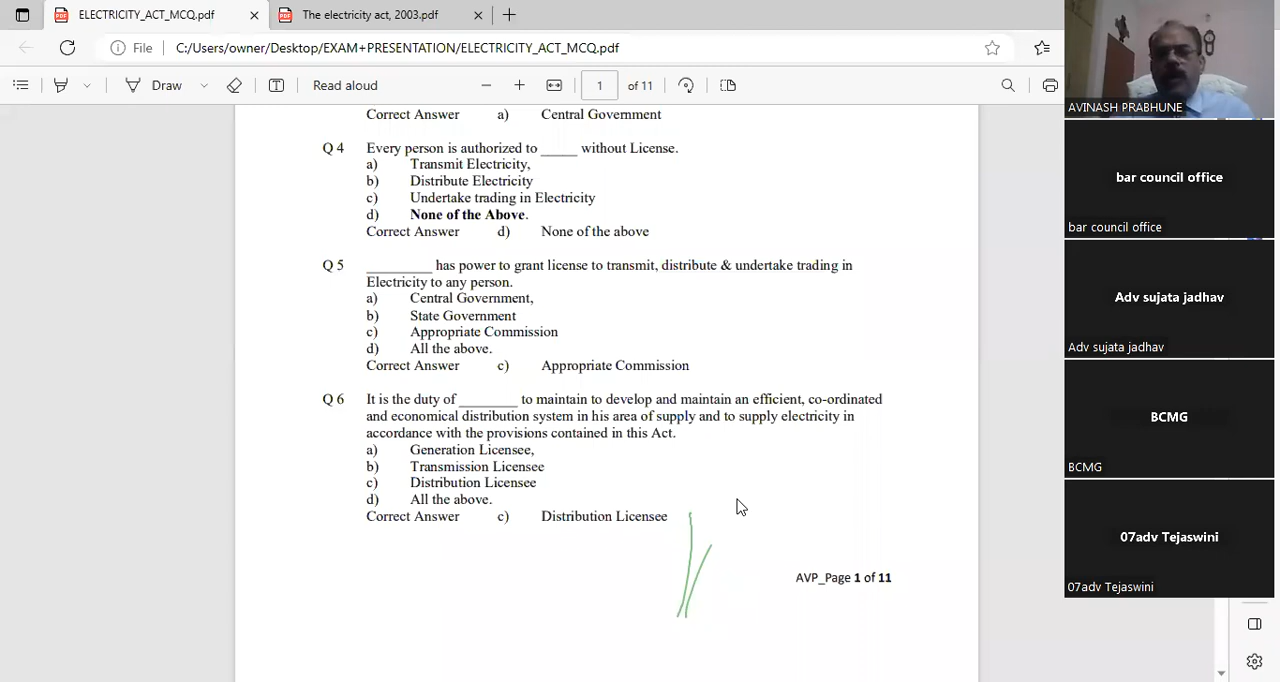 ELECTRICITY_ACT_MCQ.pdf
The electricity act, 2003.pdf
File
C:/Users/owner/Desktop/EXAM+PRESENTATION/ELECTRICITY_ACT_MCQ.pdf
Draw
Read aloud
1
of 11
Correct Answer a) Central Government
Q 4 Every person is authorized to _____ without License.
a) Transmit Electricity,
b) Distribute Electricity
c) Undertake trading in Electricity
d) None of the Above.
Correct Answer d) None of the above
Q 5 _________ has power to grant license to transmit, distribute & undertake trading in
Electricity to any person.
a) Central Government,
b) State Government
c) Appropriate Commission
d) All the above.
Correct Answer c) Appropriate Commission
Q 6 It is the duty of ________ to maintain to develop and maintain an efficient, co-ordinated
and economical distribution system in his area of supply and to supply electricity in
accordance with the provisions contained in this Act.
a) Generation Licensee,
b) Transmission Licensee
c) Distribution Licensee
d) All the above.
Correct Answer c) Distribution Licensee
AVP_Page 1 of 11
AVINASH PRABHUNE
bar council office
bar council office
Adv sujata jadhav
Adv sujata jadhav
BCMG
BCMG
07adv Tejaswini
07adv Tejaswini